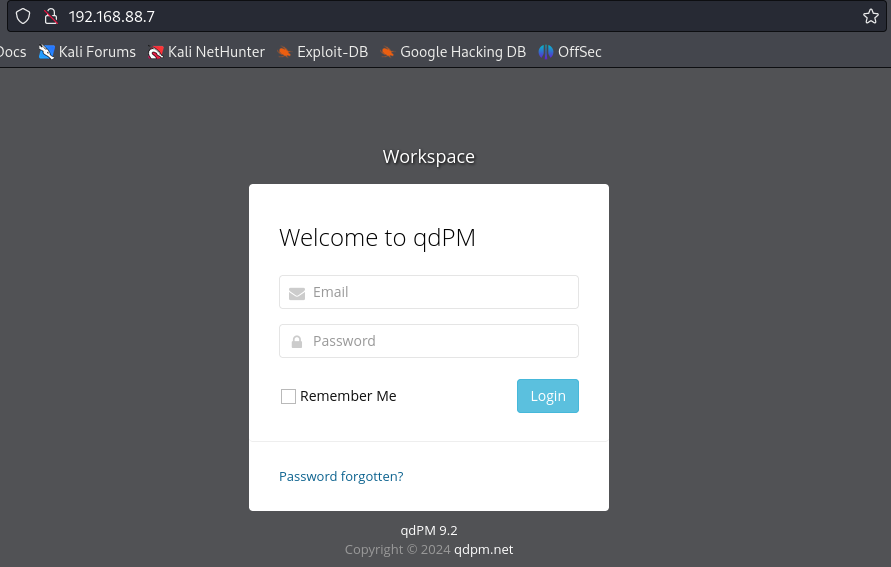 192.168.88.7
Docs Kali Forums Kali NetHunter Exploit-DB Google Hacking DB OffSec
Workspace
Welcome to qdPM
Email
Password
Remember Me Login
Password forgotten?
qdPM 9.2
Copyright © 2024 qdpm.net